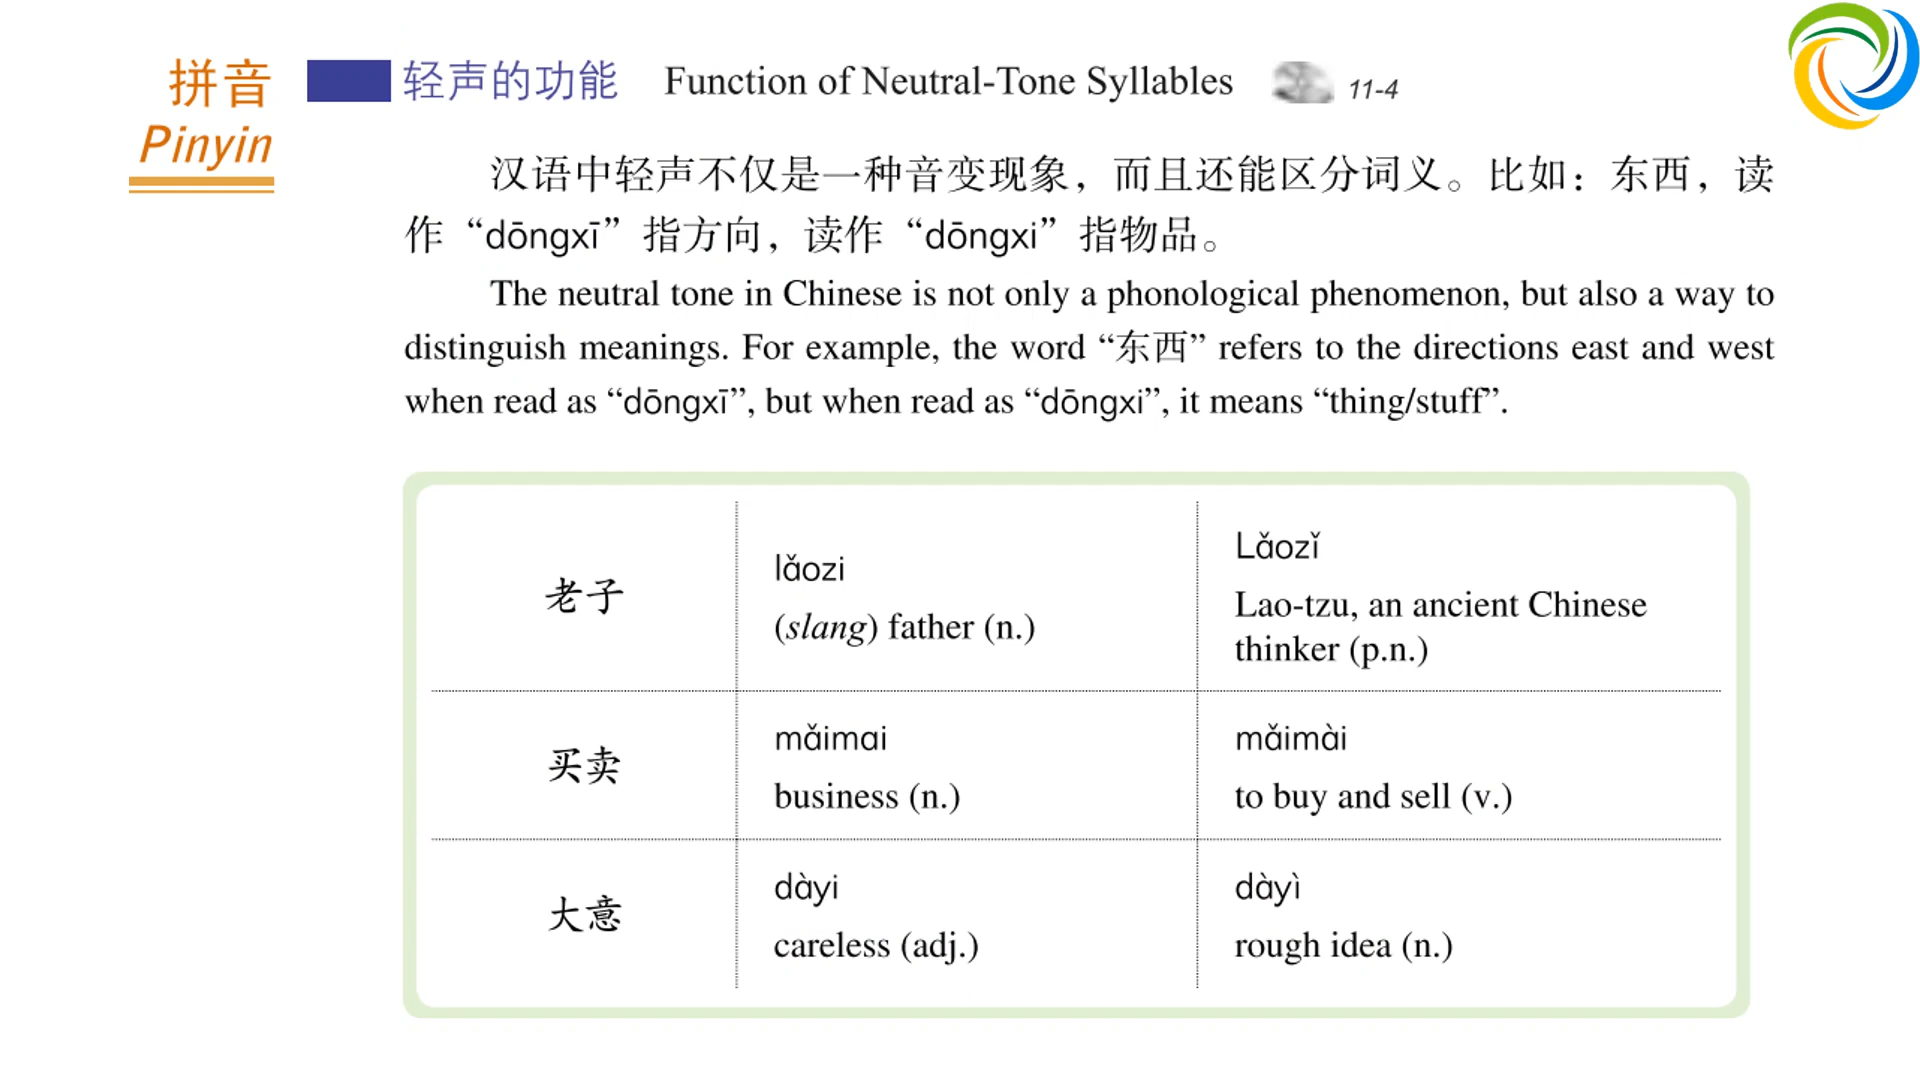 拼音
Pinyin
轻声的功能 Function of Neutral-Tone Syllables 11-4
汉语中轻声不仅是一种音变现象，而且还能区分词义。比如：东西，读
作“dōngxī”指方向，读作“dōngxi”指物品。
The neutral tone in Chinese is not only a phonological phenomenon, but also a way to
distinguish meanings. For example, the word “东西” refers to the directions east and west
when read as “dōngxī”, but when read as “dōngxi”, it means “thing/stuff”.
老子
lǎozi
(slang) father (n.)
Lǎozǐ
Lao-tzu, an ancient Chinese
thinker (p.n.)
买卖
mǎimai
business (n.)
mǎimài
to buy and sell (v.)
大意
dàyi
careless (adj.)
dàyì
rough idea (n.)